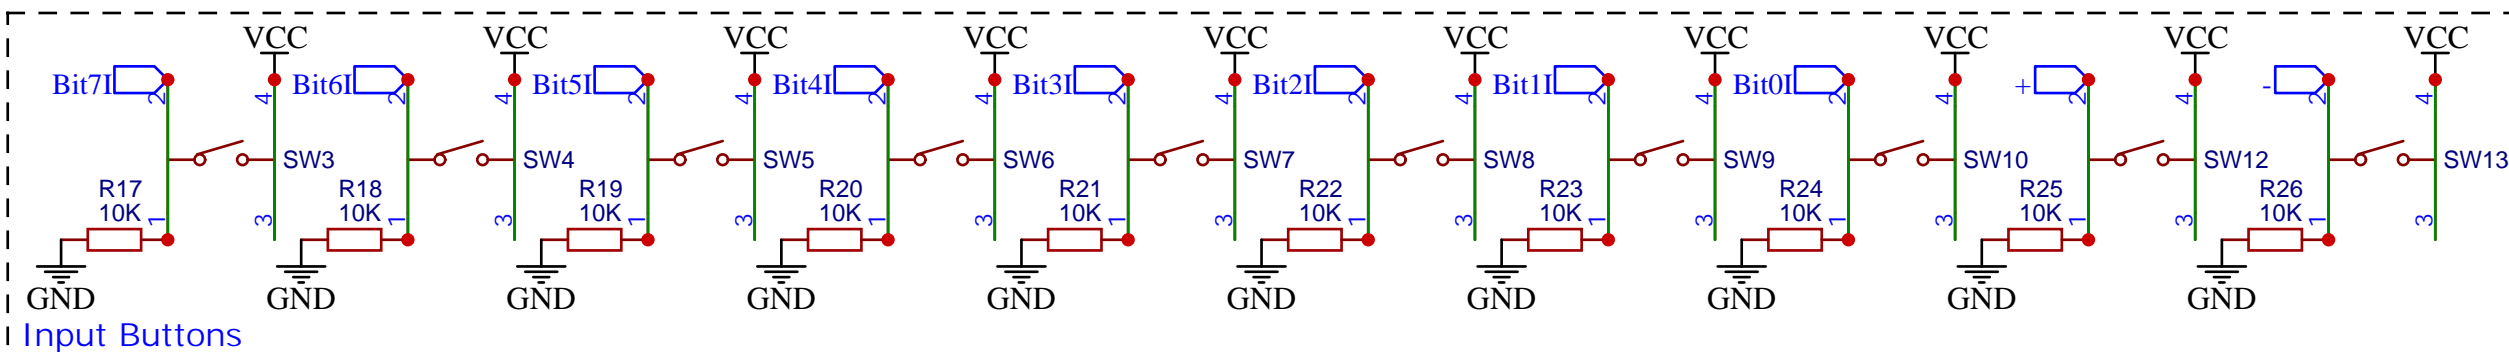 VCC VCC VCC VCC VCC VCC VCC VCC VCC VCC
Bit7I Bit6I Bit5I Bit4I Bit3I Bit2I Bit1I Bit0I + -
2 4 2 4 2 4 2 4 2 4 2 4 2 4 2 4 2 4 2 4
SW3 SW4 SW5 SW6 SW7 SW8 SW9 SW10 SW12 SW13
R17 R18 R19 R20 R21 R22 R23 R24 R25 R26
10K 10K 10K 10K 10K 10K 10K 10K 10K 10K
1 3 1 3 1 3 1 3 1 3 1 3 1 3 1 3 1 3 1 3
GND GND GND GND GND GND GND GND GND GND
Input Buttons